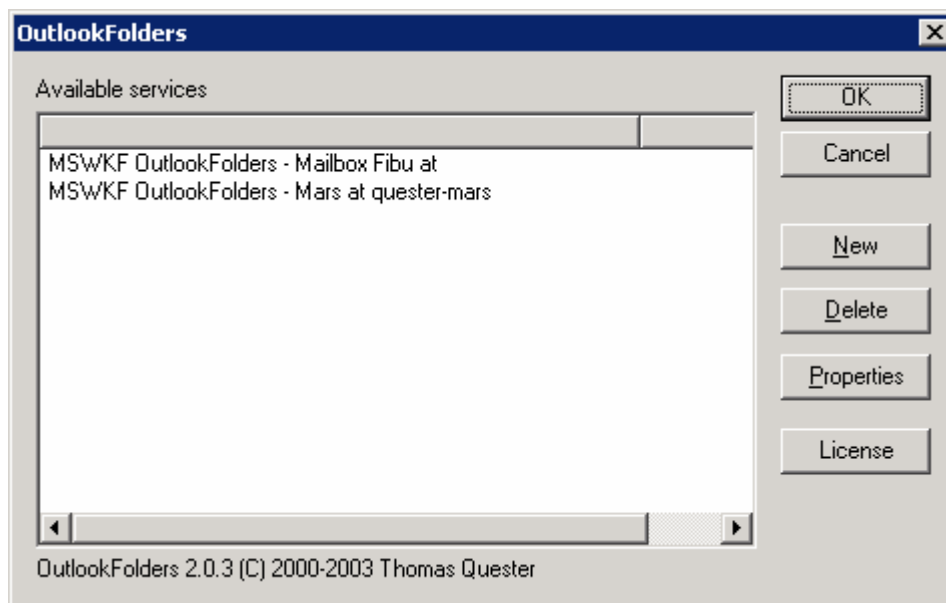 OutlookFolders
Available services
MSWKF OutlookFolders - Mailbox Fibu at
MSWKF OutlookFolders - Mars at quester-mars
OK
Cancel
New
Delete
Properties
License
OutlookFolders 2.0.3 (C) 2000-2003 Thomas Quester